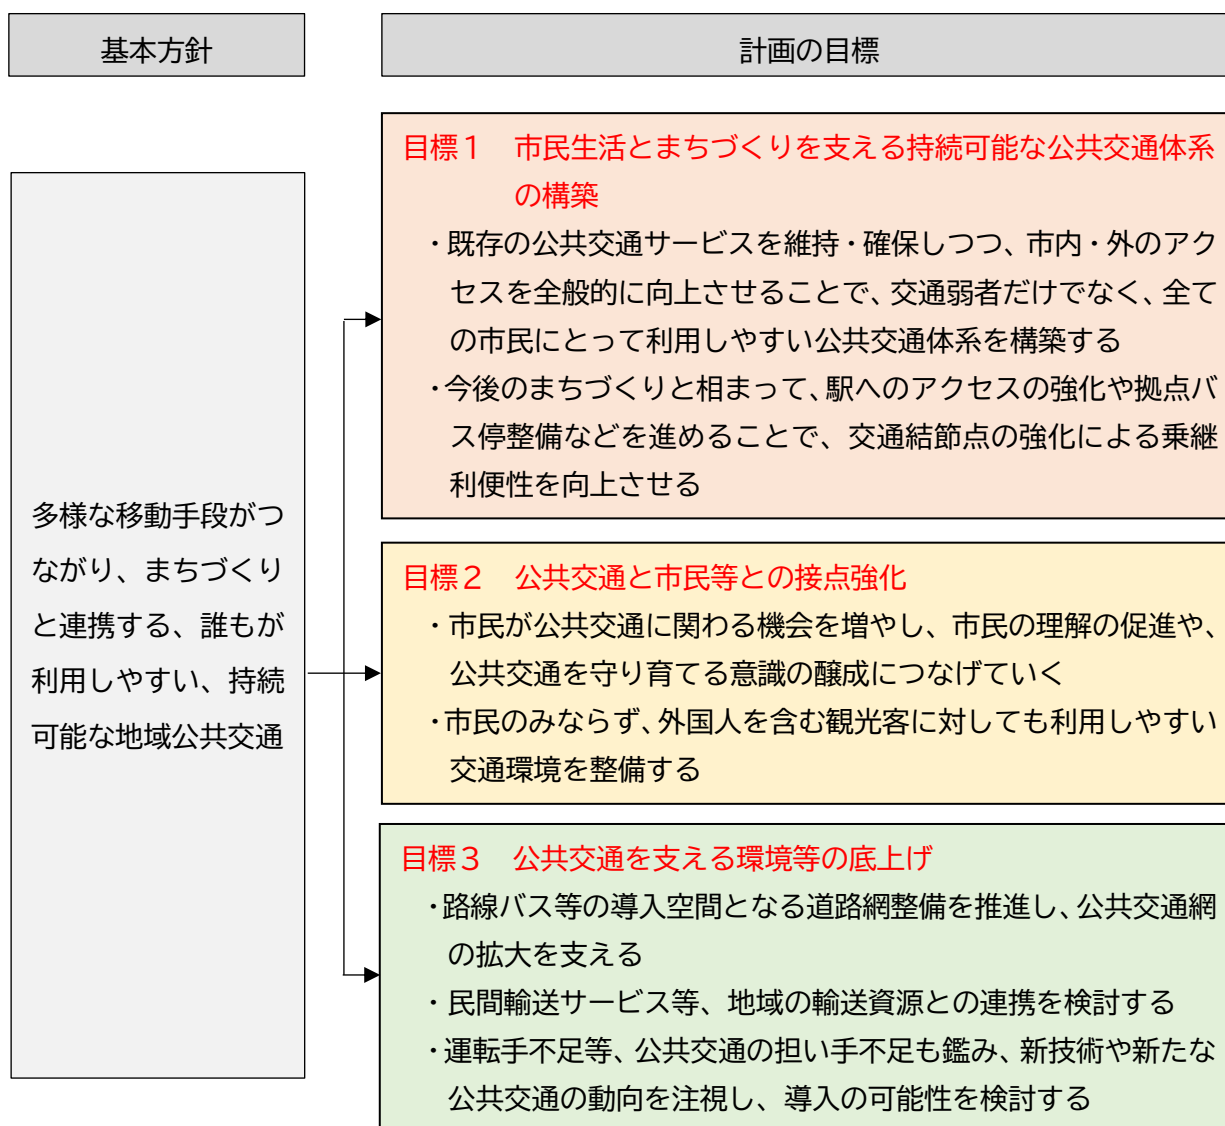 基本方針
計画の目標
多様な移動手段がつ
ながり、まちづくり
と連携する、誰もが
利用しやすい、持続
可能な地域公共交通
目標１　市民生活とまちづくりを支える持続可能な公共交通体系
の構築
・既存の公共交通サービスを維持・確保しつつ、市内・外のアク
セスを全般的に向上させることで、交通弱者だけでなく、全て
の市民にとって利用しやすい公共交通体系を構築する
・今後のまちづくりと相まって、駅へのアクセスの強化や拠点バ
ス停整備などを進めることで、交通結節点の強化による乗継
利便性を向上させる
目標２　公共交通と市民等との接点強化
・市民が公共交通に関わる機会を増やし、市民の理解の促進や、
公共交通を守り育てる意識の醸成につなげていく
・市民のみならず、外国人を含む観光客に対しても利用しやすい
交通環境を整備する
目標３　公共交通を支える環境等の底上げ
・路線バス等の導入空間となる道路網整備を推進し、公共交通網
の拡大を支える
・民間輸送サービス等、地域の輸送資源との連携を検討する
・運転手不足等、公共交通の担い手不足も鑑み、新技術や新たな
公共交通の動向を注視し、導入の可能性を検討する